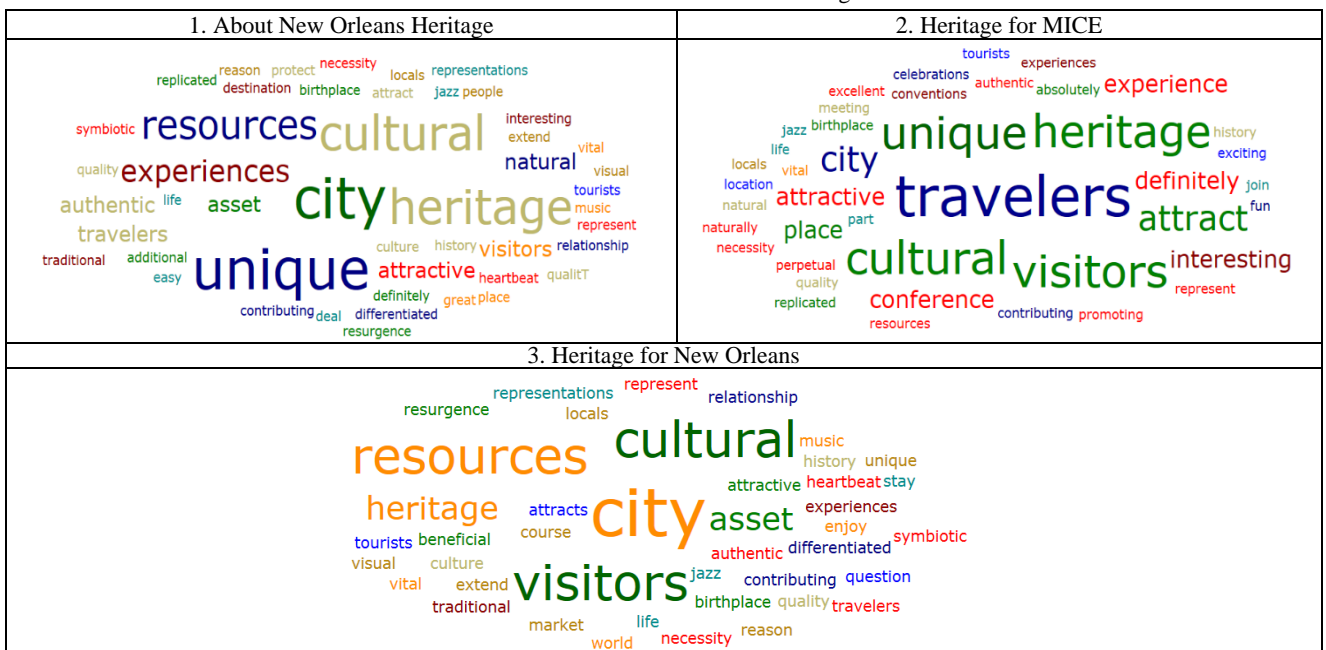 1. About New Orleans Heritage
reason protect necessity
replicated destination birthplace locals representations
attract jazz people
symbiotic resources cultural interesting
extend
quality experiences natural vital
visual
authentic life asset city heritage tourists
music
travelers represent
culture history visitors relationship
traditional additional
easy unique attractive heartbeat qualitT
definitely great place
contributing deal differentiated
resurgence
2. Heritage for MICE
tourists experiences
celebrations authentic absolutely experience
excellent conventions
meeting
jazz birthplace unique heritage history
life city exciting
locals vital
location attractive travelers definitely join
natural fun
naturally place part attract
necessity
perpetual cultural visitors interesting
quality represent
replicated conference contributing promoting
resources
3. Heritage for New Orleans
representations represent relationship
resurgence locals
resources cultural music
history unique
attractive heartbeat stay
heritage attracts city asset experiences
course enjoy
tourists beneficial symbiotic
authentic differentiated
visual culture
vital extend visitors jazz contributing question
traditional birthplace quality travelers
market life
world necessity reason